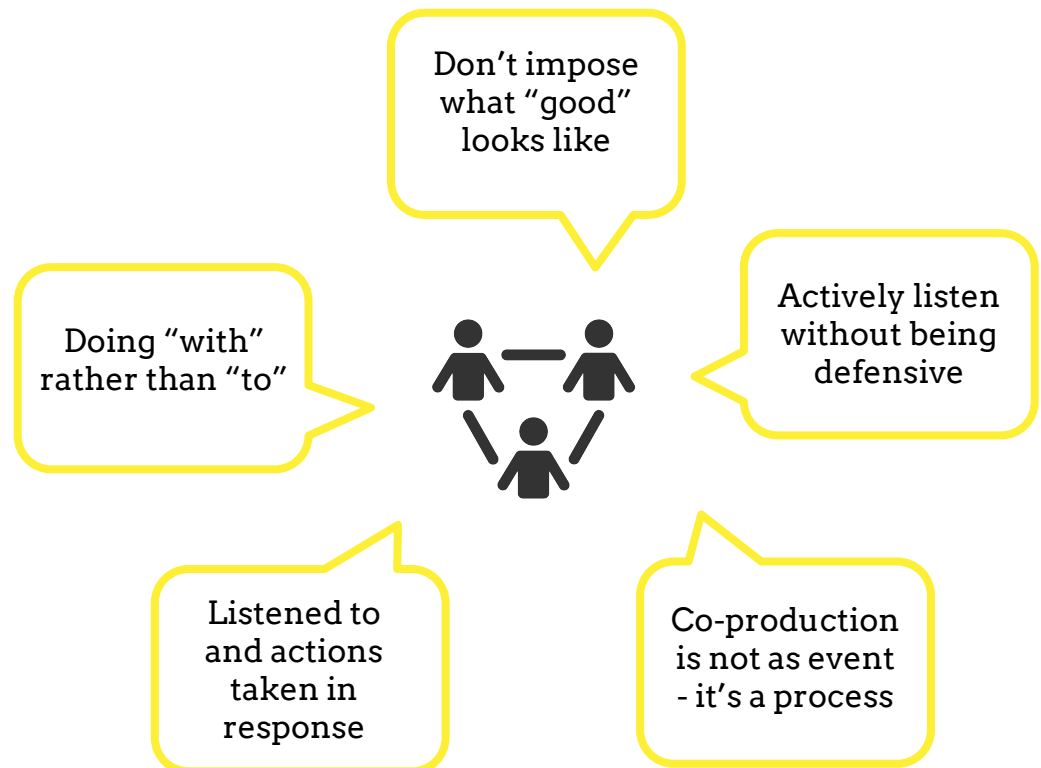 Don’t impose
what “good”
looks like
Doing “with”
rather than “to”
Actively listen
without being
defensive
Listened to
and actions
taken in
response
Co-production
is not as event
- it’s a process